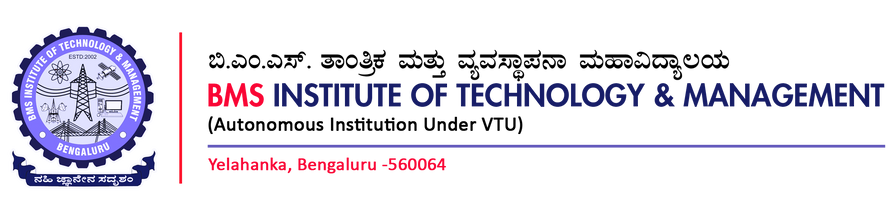 BMS INSTITUTE OF TECHNOLOGY & MANAGEMENT
ESTD:2002
BENGALURU
ನಹಿ ಜ್ಞಾನೇನ ಸದೃಶಂ
ಬಿ.ಎಂ.ಎಸ್. ತಾಂತ್ರಿಕ ಮತ್ತು ವ್ಯವಸ್ಥಾಪನಾ ಮಹಾವಿದ್ಯಾಲಯ
BMS INSTITUTE OF TECHNOLOGY & MANAGEMENT
(Autonomous Institution Under VTU)
Yelahanka, Bengaluru -560064